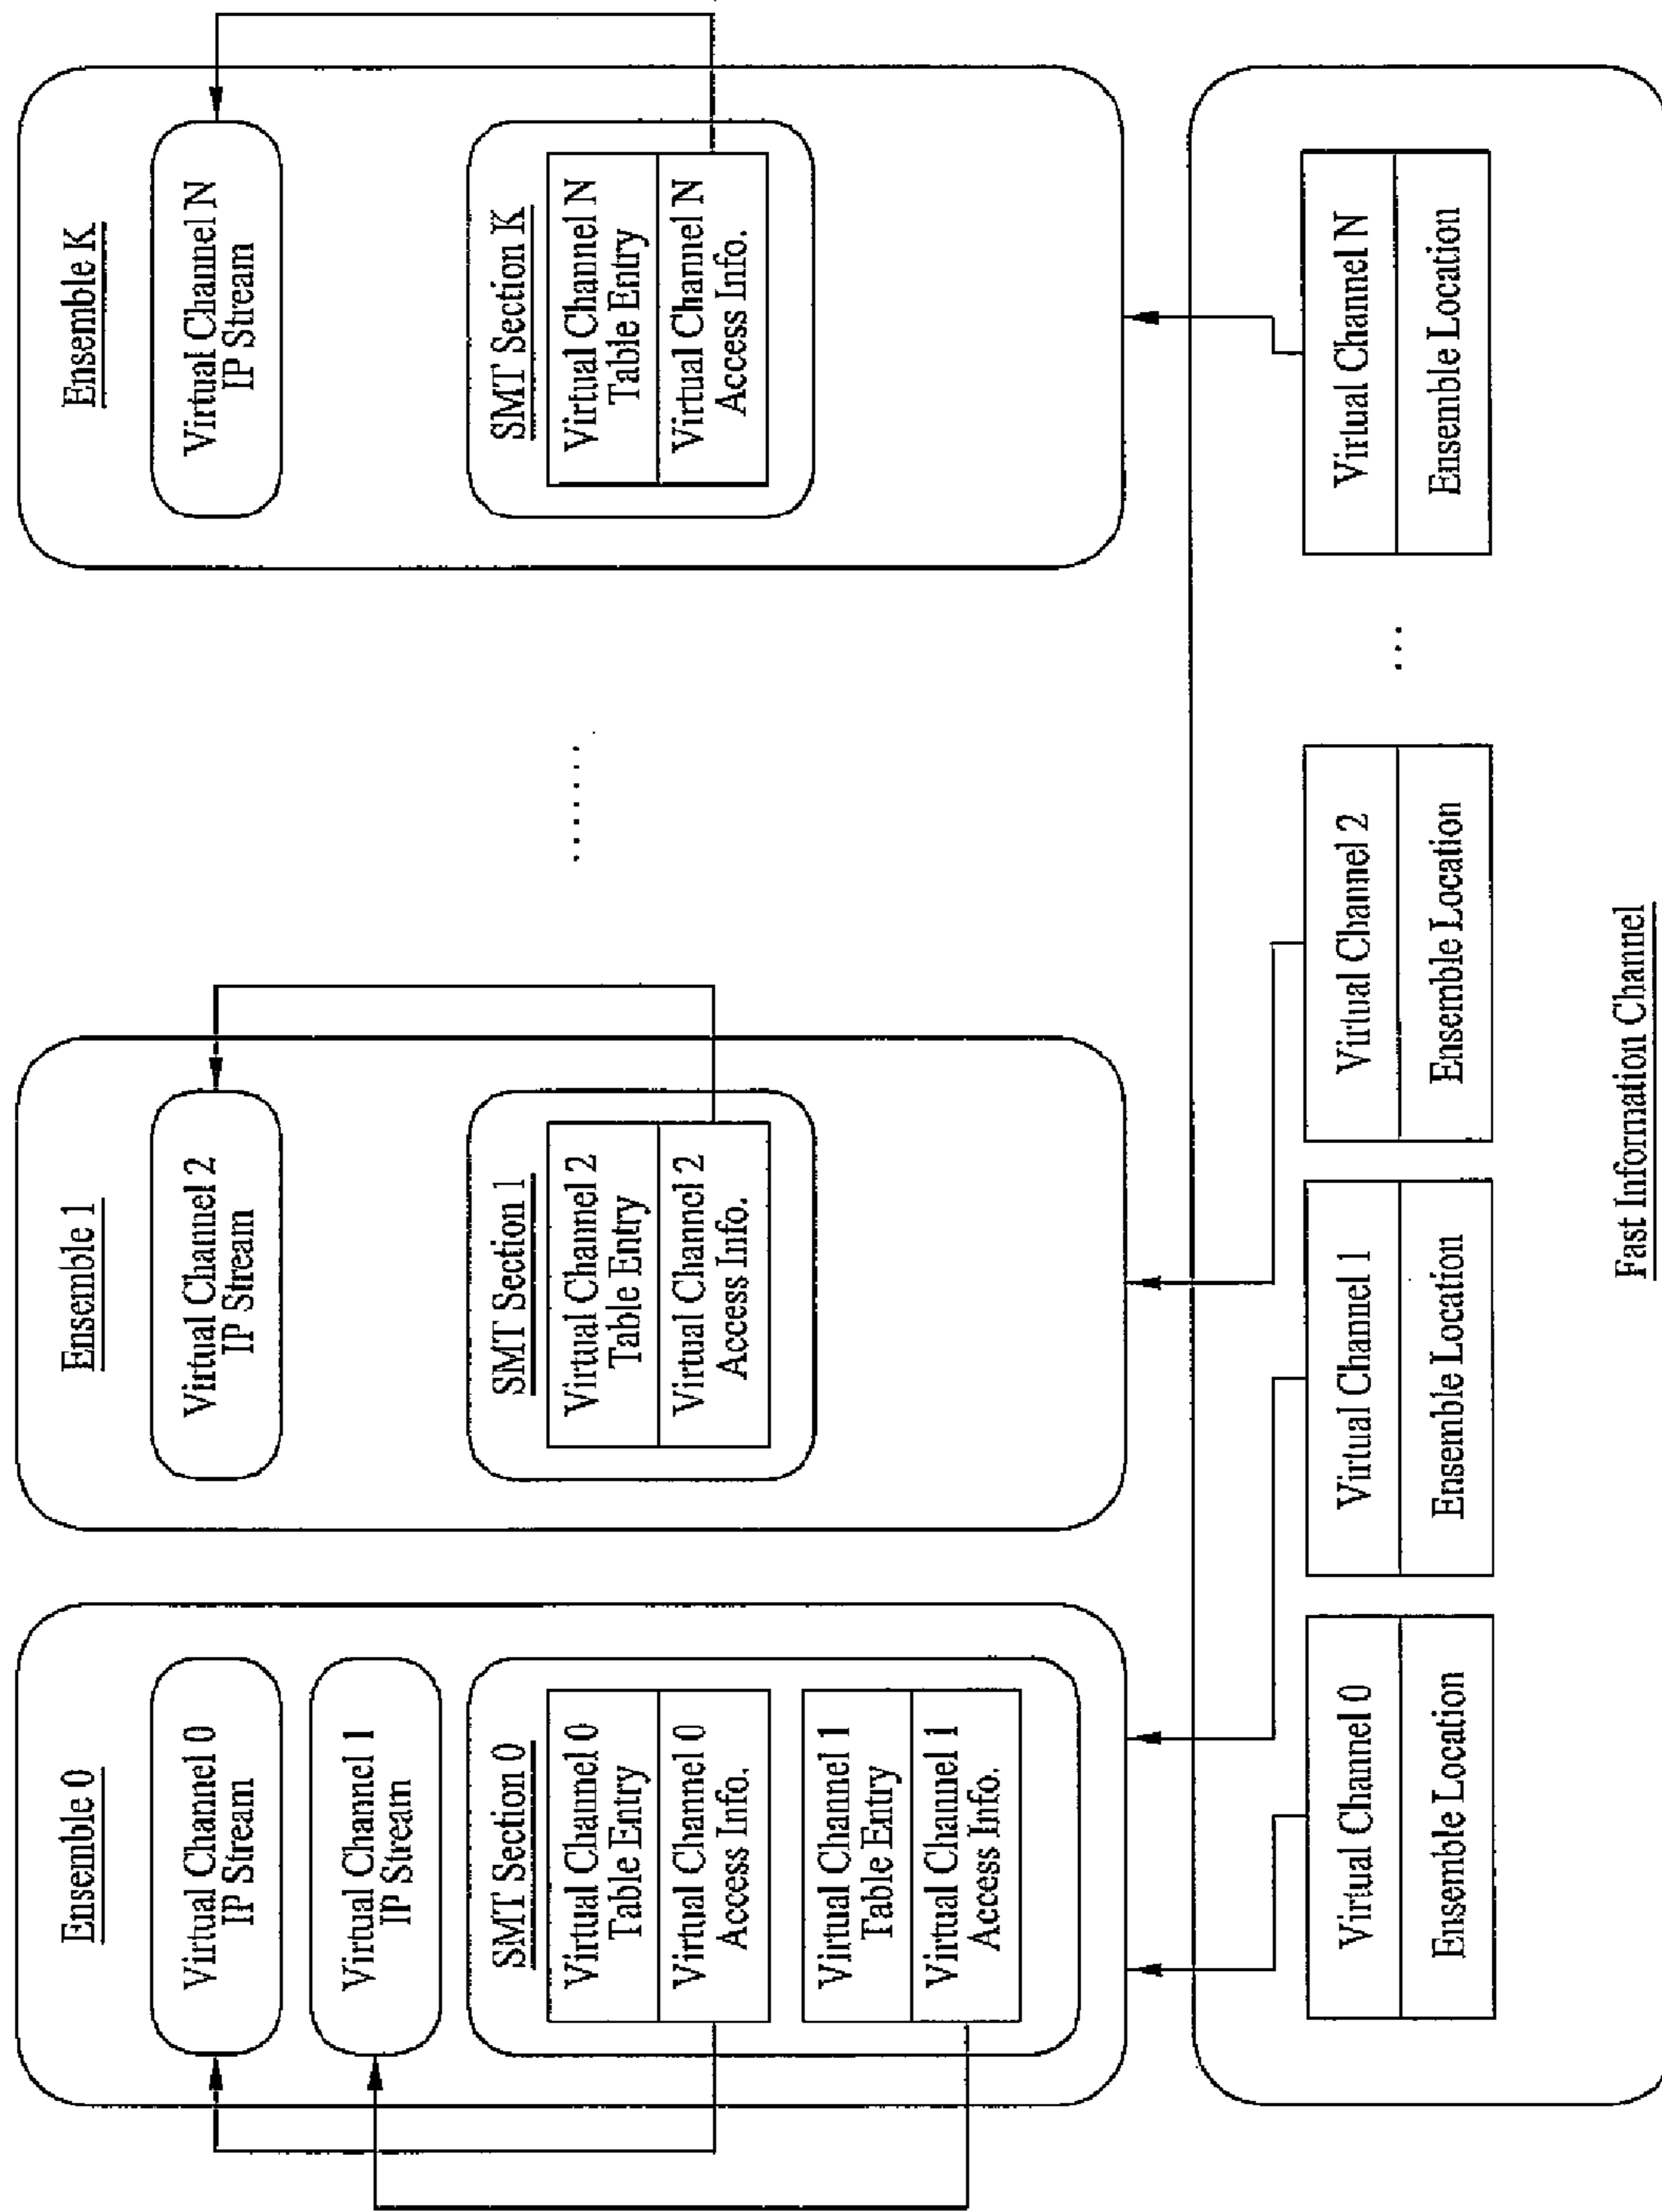 Ensemble 0
Virtual Channel 0
IP Stream
Virtual Channel 1
IP Stream
SMT Section 0
Virtual Channel 0
Table Entry
Virtual Channel 0
Access Info.
Virtual Channel 1
Table Entry
Virtual Channel 1
Access Info.
Ensemble 1
Virtual Channel 2
IP Stream
SMT Section 1
Virtual Channel 2
Table Entry
Virtual Channel 2
Access Info.
.......
Ensemble K
Virtual Channel N
IP Stream
SMT Section K
Virtual Channel N
Table Entry
Virtual Channel N
Access Info.
Virtual Channel 0
Ensemble Location
Virtual Channel 1
Ensemble Location
Virtual Channel 2
Ensemble Location
...
Virtual Channel N
Ensemble Location
Fast Information Channel